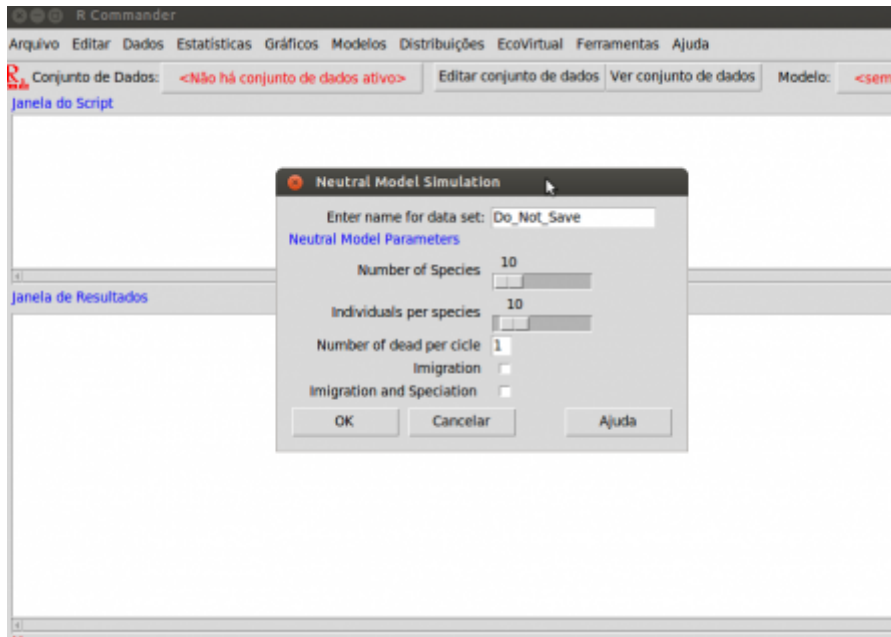 R Commander
Arquivo Editar Dados Estatísticas Gráficos Modelos Distribuições EcoVirtual Ferramentas Ajuda
R Conjunto de Dados: <Não há conjunto de dados ativo> Editar conjunto de dados Ver conjunto de dados Modelo: <sem
Janela do Script
Neutral Model Simulation
Enter name for data set: Do_Not_Save
Neutral Model Parameters
10
Number of Species
10
Individuals per species
Number of dead per cicle 1
Imigration
Imigration and Speciation
OK Cancelar Ajuda
Janela de Resultados